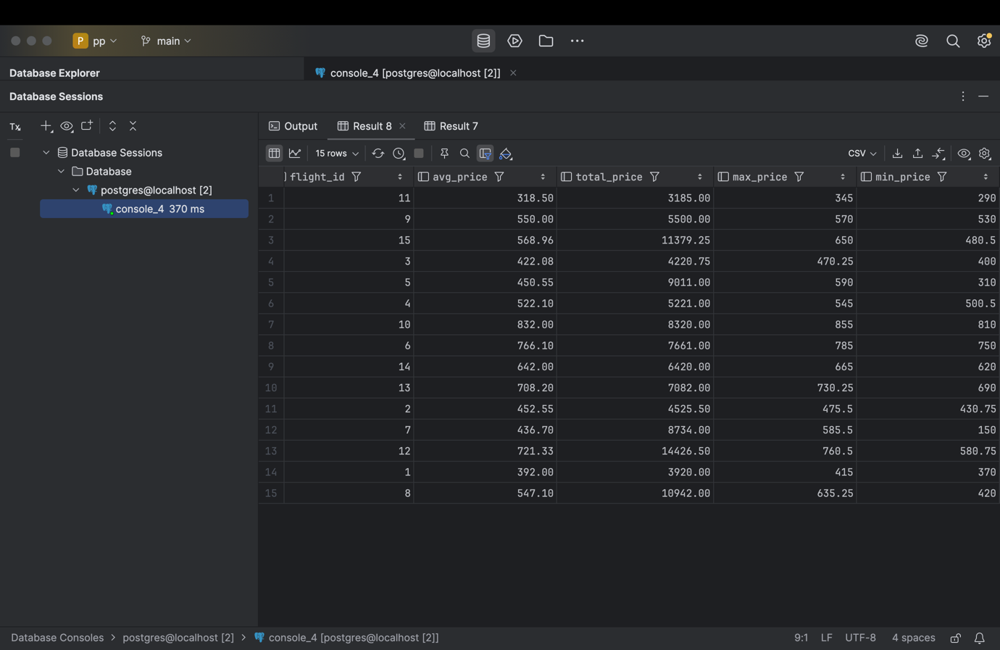 P pp main
Database Explorer
console_4 [postgres@localhost [2]]
Database Sessions
Tx
Output Result 8 Result 7
Database Sessions
15 rows CSV
Database
flight_id avg_price total_price max_price min_price
postgres@localhost [2]
console_4 370 ms
1 11 318.50 3185.00 345 290
2 9 550.00 5500.00 570 530
3 15 568.96 11379.25 650 480.5
4 3 422.08 4220.75 470.25 400
5 5 450.55 9011.00 590 310
6 4 522.10 5221.00 545 500.5
7 10 832.00 8320.00 855 810
8 6 766.10 7661.00 785 750
9 14 642.00 6420.00 665 620
10 13 708.20 7082.00 730.25 690
11 2 452.55 4525.50 475.5 430.75
12 7 436.70 8734.00 585.5 150
13 12 721.33 14426.50 760.5 580.75
14 1 392.00 3920.00 415 370
15 8 547.10 10942.00 635.25 420
Database Consoles > postgres@localhost [2] > console_4 [postgres@localhost [2]] 9:1 LF UTF-8 4 spaces